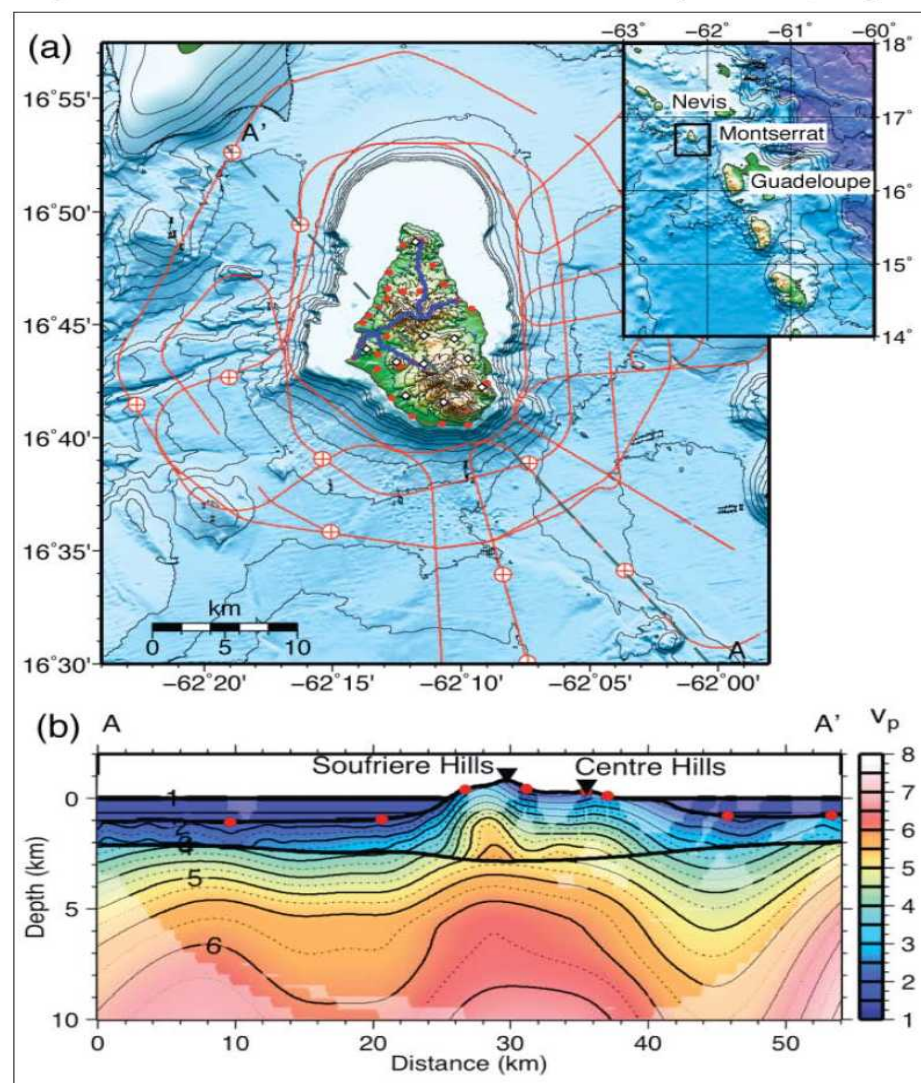 (a)
−63° −62° −61° −60°
18°
17°
16°
15°
14°
Nevis
Montserrat
Guadeloupe
16°55'
16°50'
16°45'
16°40'
16°35'
16°30'
A'
km
0 5 10
A
−62°20' −62°15' −62°10' −62°05' −62°00'
(b) A A' Vp
Soufriere Hills Centre Hills
0
5
10
Depth (km)
1
2
5
6
0 10 20 30 40 50
Distance (km)
8
7
6
5
4
3
2
1